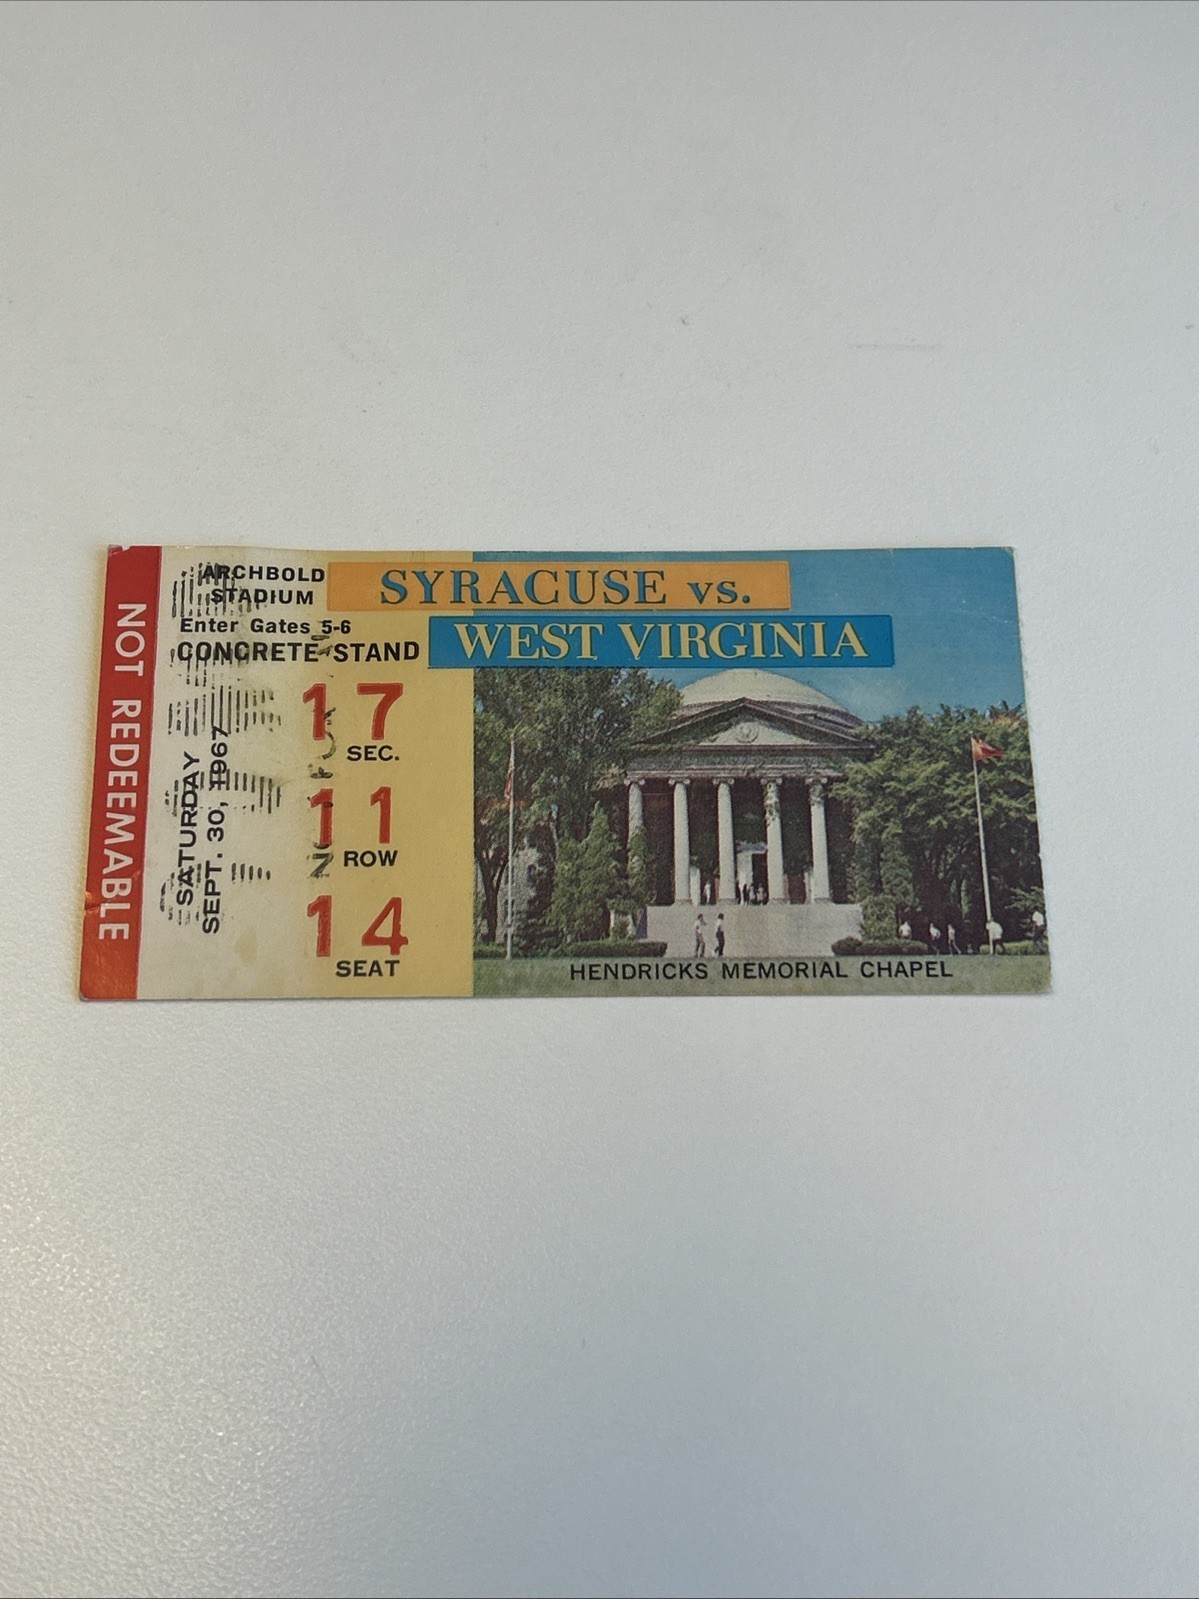 NOT REDEEMABLE
ARCHBOLD
STADIUM
Enter Gates 5-6
CONCRETE STAND
SATURDAY
SEPT. 30, 1967
17
SEC.
11
ROW
14
SEAT
SYRACUSE vs.
WEST VIRGINIA
HENDRICKS MEMORIAL CHAPEL